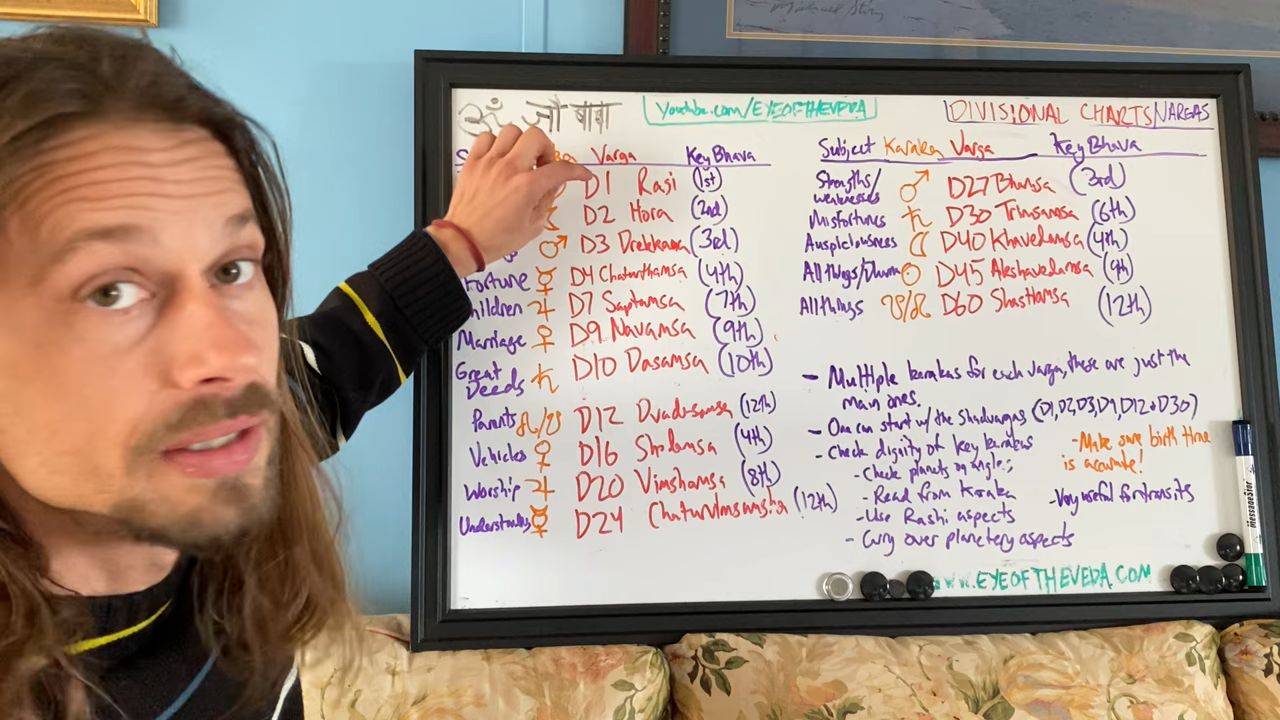 ॐ
Youtube.com/EYEOFTHEVEDA
DIVISIONAL CHARTS/VARGAS
Varga Key Bhava
D1 Rasi (1st)
D2 Hora (2nd)
♂ D3 Drekkana (3rd)
Fortune ☿ D4 Chaturthamsa (4th)
Children ♃ D7 Saptamsa (7th)
Marriage ♀ D9 Navamsa (9th)
Great Deeds ♄ D10 Dasamsa (10th)
Parents ☊/☋ D12 Dvadasamsa (12th)
Vehicles ♀ D16 Sholamsa (4th)
Worship ♃ D20 Vimshamsa (8th)
Understanding ☿ D24 (12th)
Subject Karaka Varga Key Bhava
Strengths/
weaknesses ♂ D27 Bhamsa (3rd)
Misfortunes ♄ D30 Trimsamsa (6th)
Auspiciousness ☾ D40 Khavedamsa (4th)
All things/Dharma ☉ D45 Akshavedamsa (9th)
All things ☊/☋ D60 Shastiamsa (12th)
- Multiple karakas for each varga, these are just the
main ones.
- One can start w/ the Shadvargas (D1, D2, D3, D9, D12 + D30)
- Check dignity of key karakas
- Check planets on angles
- Read from Karaka
- Use Rashi aspects
- Carry over planetery aspects
- Make sure birth time
is accurate!
- Very useful for transits
WWW.EYEOFTHEVEDA.COM
MessageStor